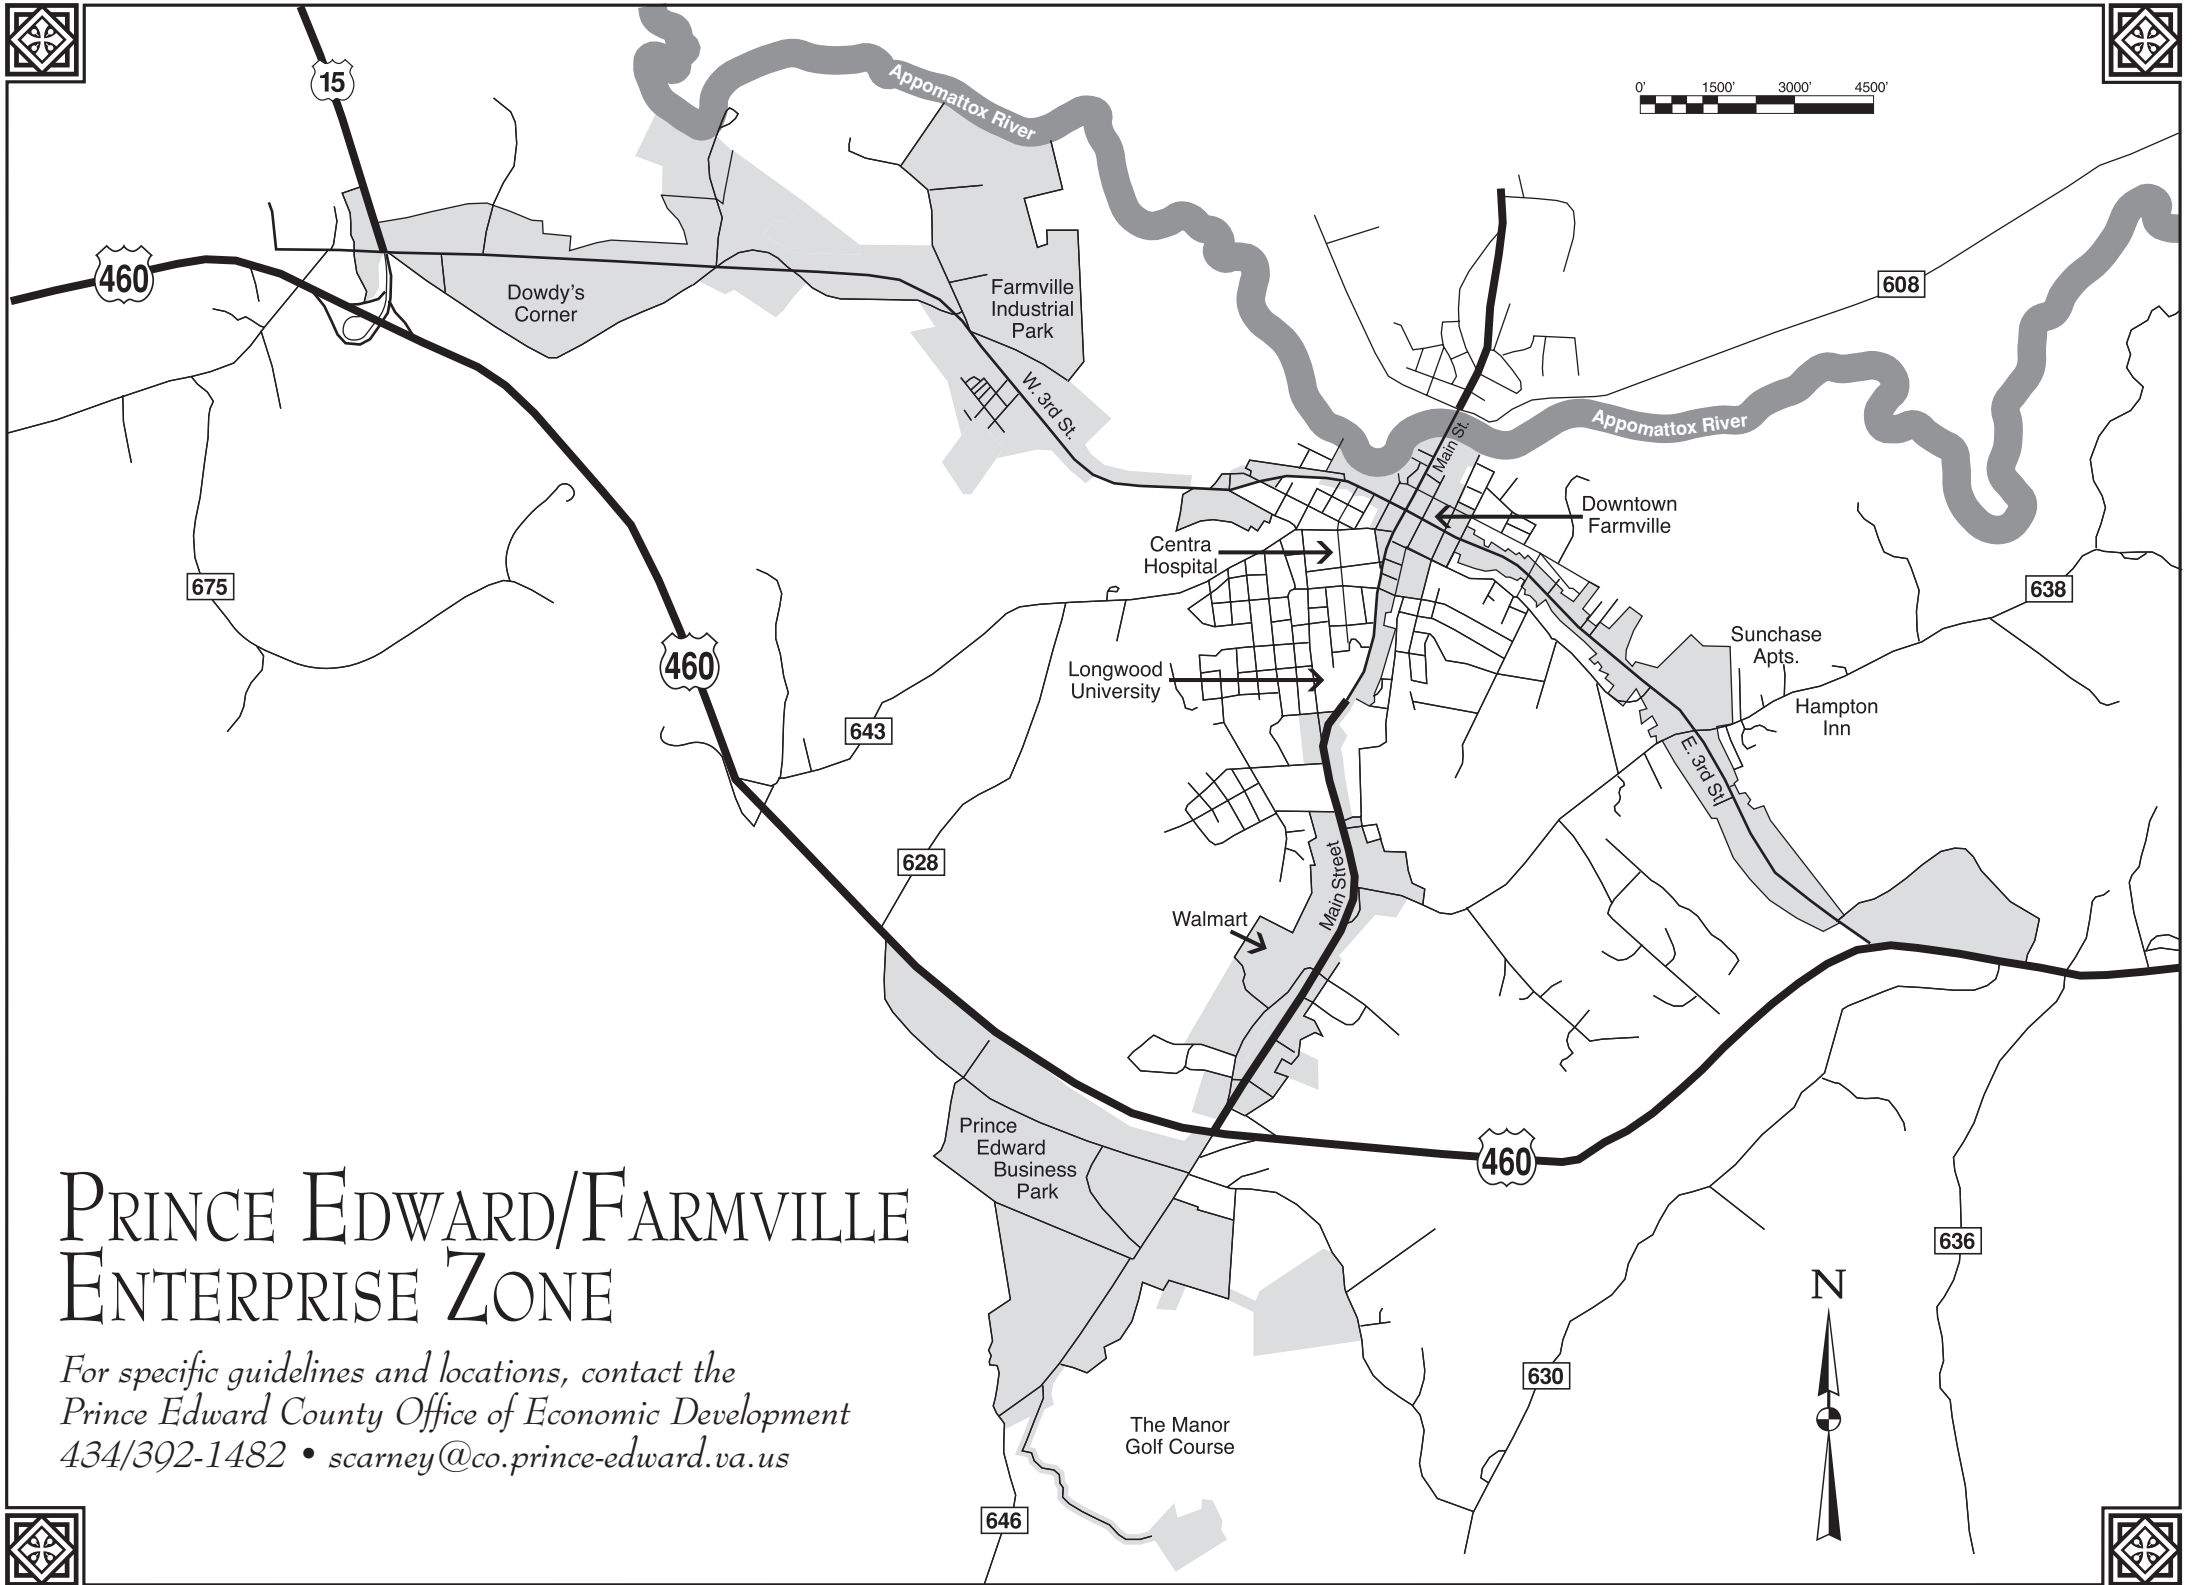 15
Appomattox River
0' 1500' 3000' 4500'
460
608
Dowdy's
Corner
Farmville
Industrial
Park
W. 3rd St.
Appomattox River
Main St.
Downtown
Farmville
Centra
Hospital
675
638
Sunchase
Apts.
460
Longwood
University
Hampton
Inn
643
E. 3rd St.
628
Main Street
Walmart
Prince
Edward
Business
Park
460
PRINCE EDWARD/FARMVILLE
ENTERPRISE ZONE
636
N
For specific guidelines and locations, contact the
Prince Edward County Office of Economic Development
434/392-1482 • scarney@co.prince-edward.va.us
630
The Manor
Golf Course
646